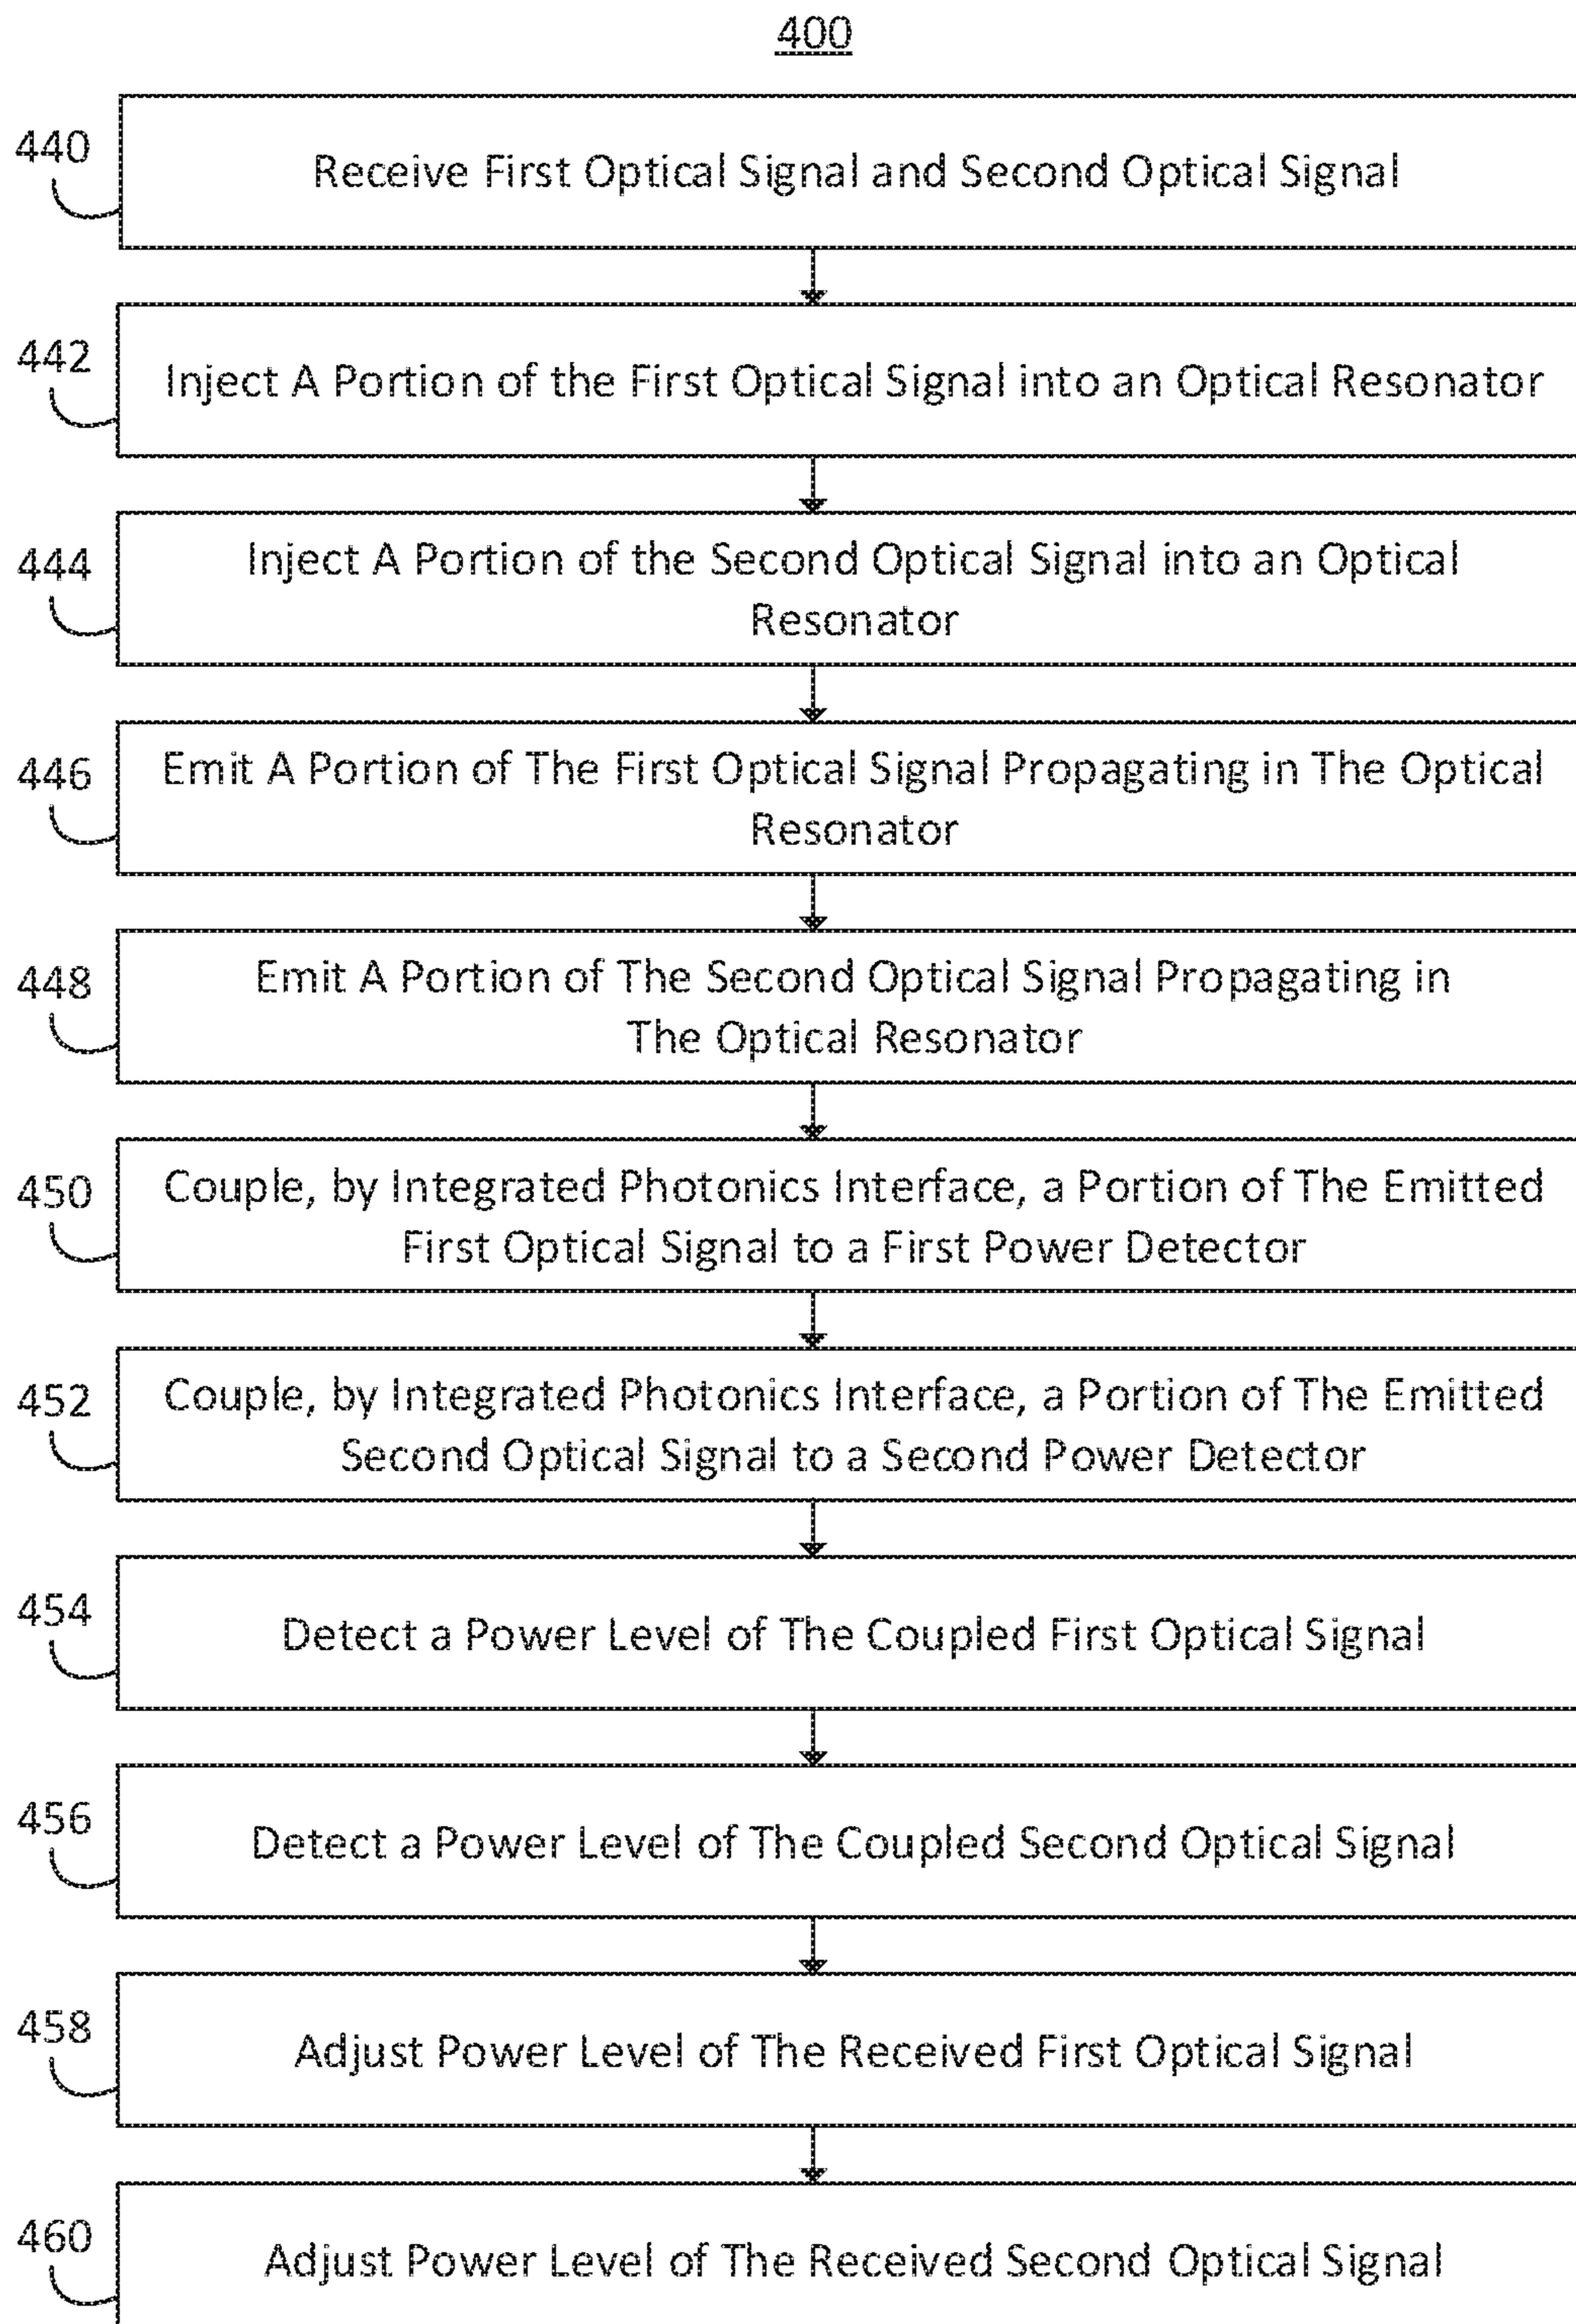 400
440
Receive First Optical Signal and Second Optical Signal
442
Inject A Portion of the First Optical Signal into an Optical Resonator
444
Inject A Portion of the Second Optical Signal into an Optical
Resonator
446
Emit A Portion of The First Optical Signal Propagating in The Optical
Resonator
448
Emit A Portion of The Second Optical Signal Propagating in
The Optical Resonator
450
Couple, by Integrated Photonics Interface, a Portion of The Emitted
First Optical Signal to a First Power Detector
452
Couple, by Integrated Photonics Interface, a Portion of The Emitted
Second Optical Signal to a Second Power Detector
454
Detect a Power Level of The Coupled First Optical Signal
456
Detect a Power Level of The Coupled Second Optical Signal
458
Adjust Power Level of The Received First Optical Signal
460
Adjust Power Level of The Received Second Optical Signal